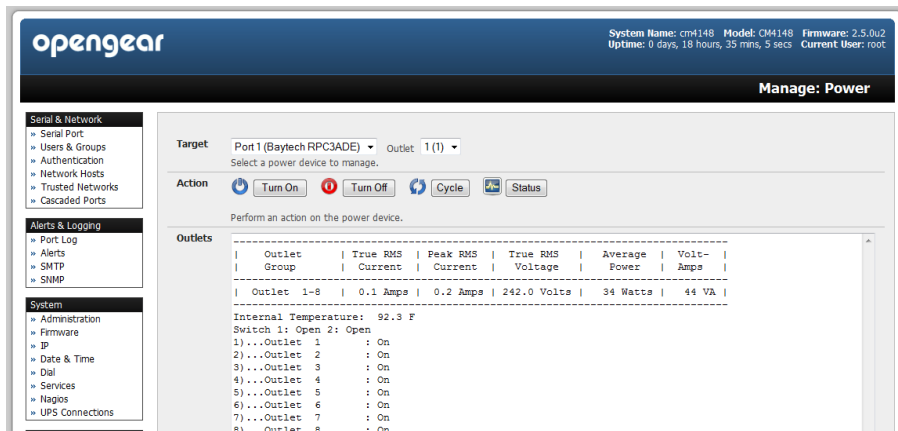 opengear
System Name: cm4148 Model: CM4148 Firmware: 2.5.0u2
Uptime: 0 days, 18 hours, 35 mins, 5 secs Current User: root
Manage: Power
Serial & Network
» Serial Port
» Users & Groups
» Authentication
» Network Hosts
» Trusted Networks
» Cascaded Ports
Alerts & Logging
» Port Log
» Alerts
» SMTP
» SNMP
System
» Administration
» Firmware
» IP
» Date & Time
» Dial
» Services
» Nagios
» UPS Connections
Target Port 1 (Baytech RPC3ADE) Outlet 1 (1)
Select a power device to manage.
Action Turn On Turn Off Cycle Status
Perform an action on the power device.
Outlets
--------------------------------------------------------------------------
| Outlet | True RMS | Peak RMS | True RMS | Average | Volt- |
| Group | Current | Current | Voltage | Power | Amps |
--------------------------------------------------------------------------
| Outlet 1-8 | 0.1 Amps | 0.2 Amps | 242.0 Volts | 34 Watts | 44 VA |
--------------------------------------------------------------------------
Internal Temperature: 92.3 F
Switch 1: Open 2: Open
1)...Outlet 1 : On
2)...Outlet 2 : On
3)...Outlet 3 : On
4)...Outlet 4 : On
5)...Outlet 5 : On
6)...Outlet 6 : On
7)...Outlet 7 : On
8)...Outlet 8 : On